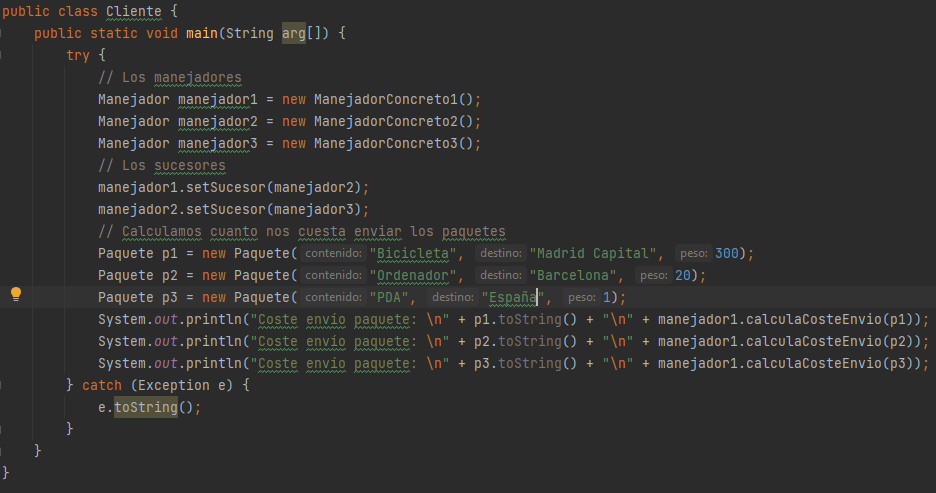 public class Cliente {
    public static void main(String arg[]) {
        try {
            // Los manejadores
            Manejador manejador1 = new ManejadorConcreto1();
            Manejador manejador2 = new ManejadorConcreto2();
            Manejador manejador3 = new ManejadorConcreto3();
            // Los sucesores
            manejador1.setSucesor(manejador2);
            manejador2.setSucesor(manejador3);
            // Calculamos cuanto nos cuesta enviar los paquetes
            Paquete p1 = new Paquete( contenido: "Bicicleta", destino: "Madrid Capital", peso: 300);
            Paquete p2 = new Paquete( contenido: "Ordenador", destino: "Barcelona", peso: 20);
            Paquete p3 = new Paquete( contenido: "PDA", destino: "España", peso: 1);
            System.out.println("Coste envio paquete: \n" + p1.toString() + "\n" + manejador1.calculaCosteEnvio(p1));
            System.out.println("Coste envio paquete: \n" + p2.toString() + "\n" + manejador1.calculaCosteEnvio(p2));
            System.out.println("Coste envio paquete: \n" + p3.toString() + "\n" + manejador1.calculaCosteEnvio(p3));
        } catch (Exception e) {
            e.toString();
        }
    }
}